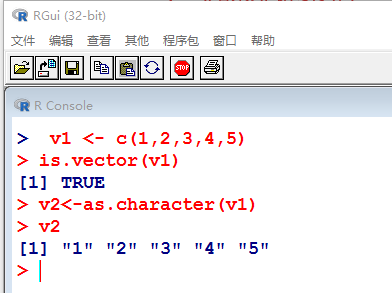 RGui (32-bit)
文件 编辑 查看 其他 程序包 窗口 帮助
STOP
R Console
>  v1 <- c(1,2,3,4,5)
> is.vector(v1)
[1] TRUE
> v2<-as.character(v1)
> v2
[1] "1" "2" "3" "4" "5"
>